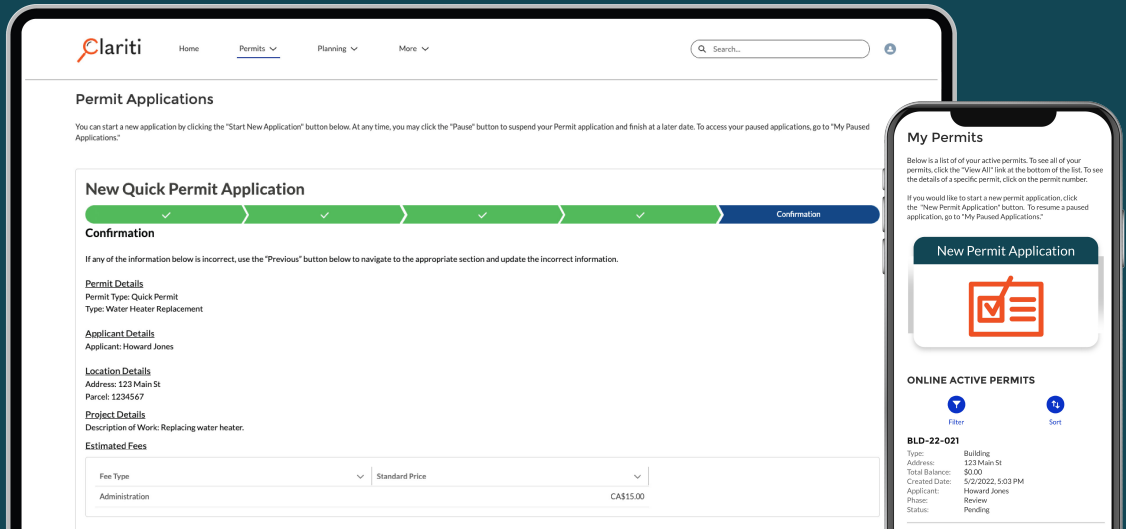 Clariti
Home
Permits
Planning
More
Search...
Permit Applications
You can start a new application by clicking the "Start New Application" button below. At any time, you may click the "Pause" button to suspend your Permit application and finish at a later date. To access your paused applications, go to "My Paused
Applications."
New Quick Permit Application
Confirmation
Confirmation
If any of the information below is incorrect, use the "Previous" button below to navigate to the appropriate section and update the incorrect information.
Permit Details
Permit Type: Quick Permit
Type: Water Heater Replacement
Applicant Details
Applicant: Howard Jones
Location Details
Address: 123 Main St
Parcel: 1234567
Project Details
Description of Work: Replacing water heater.
Estimated Fees
Fee Type
Standard Price
Administration
CA$15.00
My Permits
Below is a list of of your active permits. To see all of your
permits, click the "View All" link at the bottom of the list. To see
the details of a specific permit, click on the permit number.
If you would like to start a new permit application, click
the "New Permit Application" button. To resume a paused
application, go to "My Paused Applications."
New Permit Application
ONLINE ACTIVE PERMITS
Filter
Sort
BLD-22-021
Type: Building
Address: 123 Main St
Total Balance: $0.00
Created Date: 5/2/2022, 5:03 PM
Applicant: Howard Jones
Phase: Review
Status: Pending